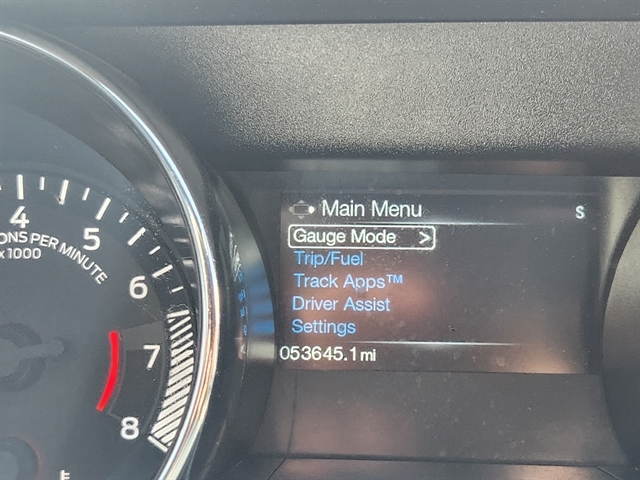 Main Menu
S
Gauge Mode >
Trip/Fuel
Track Apps™
Driver Assist
Settings
053645.1 mi
4
5
6
7
8
ONS PER MINUTE
x1000